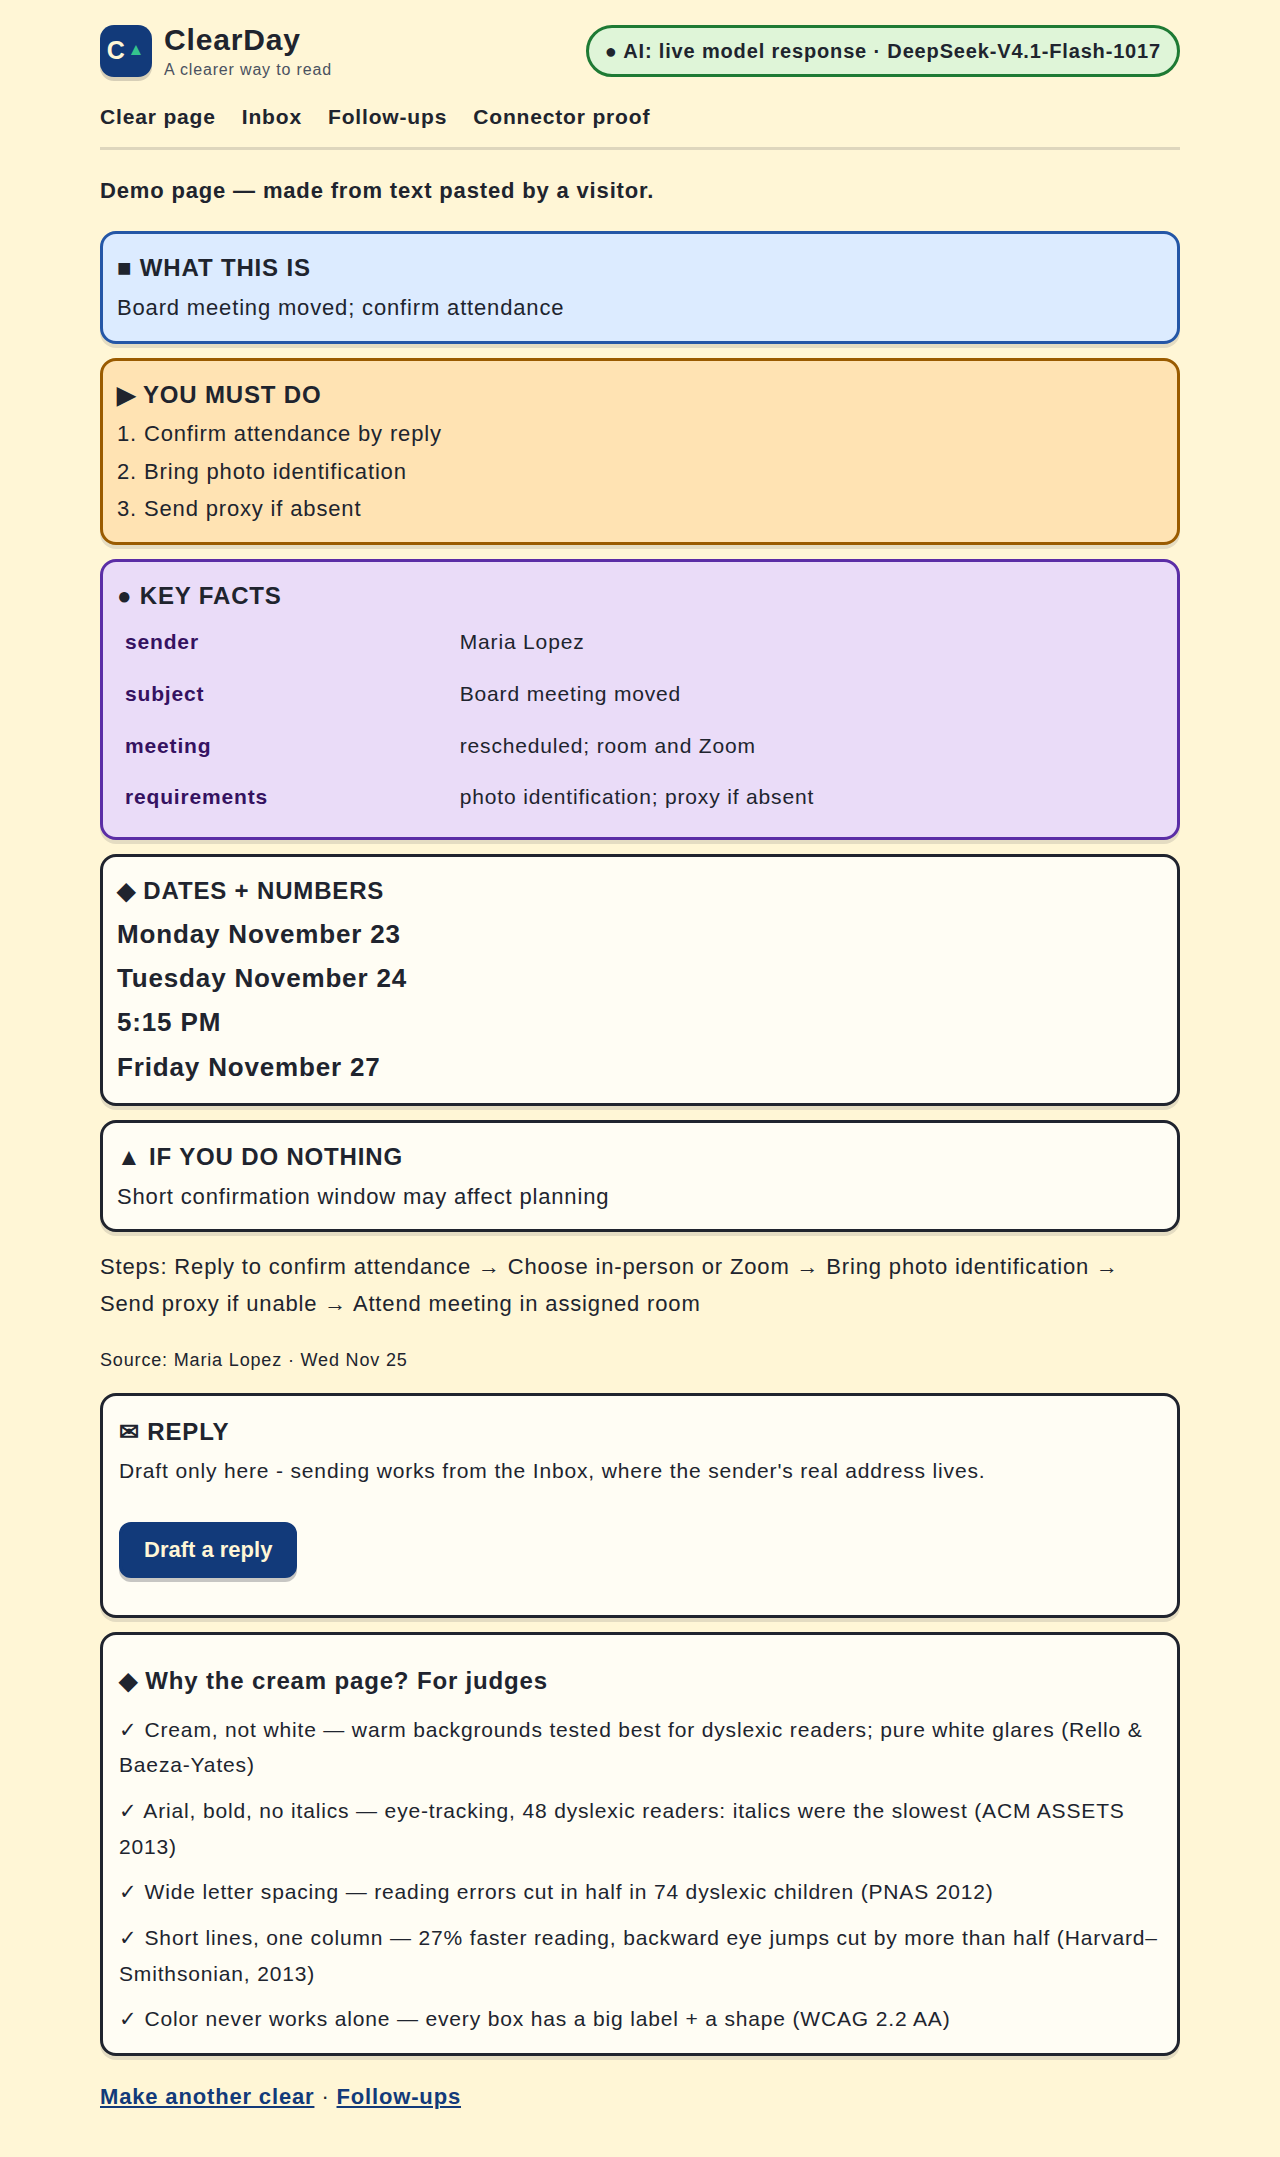 C▲
ClearDay
A clearer way to read
● AI: live model response · DeepSeek-V4.1-Flash-1017
Clear page Inbox Follow-ups Connector proof
Demo page — made from text pasted by a visitor.
■ WHAT THIS IS
Board meeting moved; confirm attendance
▶ YOU MUST DO
1. Confirm attendance by reply
2. Bring photo identification
3. Send proxy if absent
● KEY FACTS
sender Maria Lopez
subject Board meeting moved
meeting rescheduled; room and Zoom
requirements photo identification; proxy if absent
◆ DATES + NUMBERS
Monday November 23
Tuesday November 24
5:15 PM
Friday November 27
▲ IF YOU DO NOTHING
Short confirmation window may affect planning
Steps: Reply to confirm attendance → Choose in-person or Zoom → Bring photo identification →
Send proxy if unable → Attend meeting in assigned room
Source: Maria Lopez · Wed Nov 25
✉ REPLY
Draft only here - sending works from the Inbox, where the sender's real address lives.
Draft a reply
◆ Why the cream page? For judges
✓ Cream, not white — warm backgrounds tested best for dyslexic readers; pure white glares (Rello &
Baeza-Yates)
✓ Arial, bold, no italics — eye-tracking, 48 dyslexic readers: italics were the slowest (ACM ASSETS
2013)
✓ Wide letter spacing — reading errors cut in half in 74 dyslexic children (PNAS 2012)
✓ Short lines, one column — 27% faster reading, backward eye jumps cut by more than half (Harvard–
Smithsonian, 2013)
✓ Color never works alone — every box has a big label + a shape (WCAG 2.2 AA)
Make another clear · Follow-ups